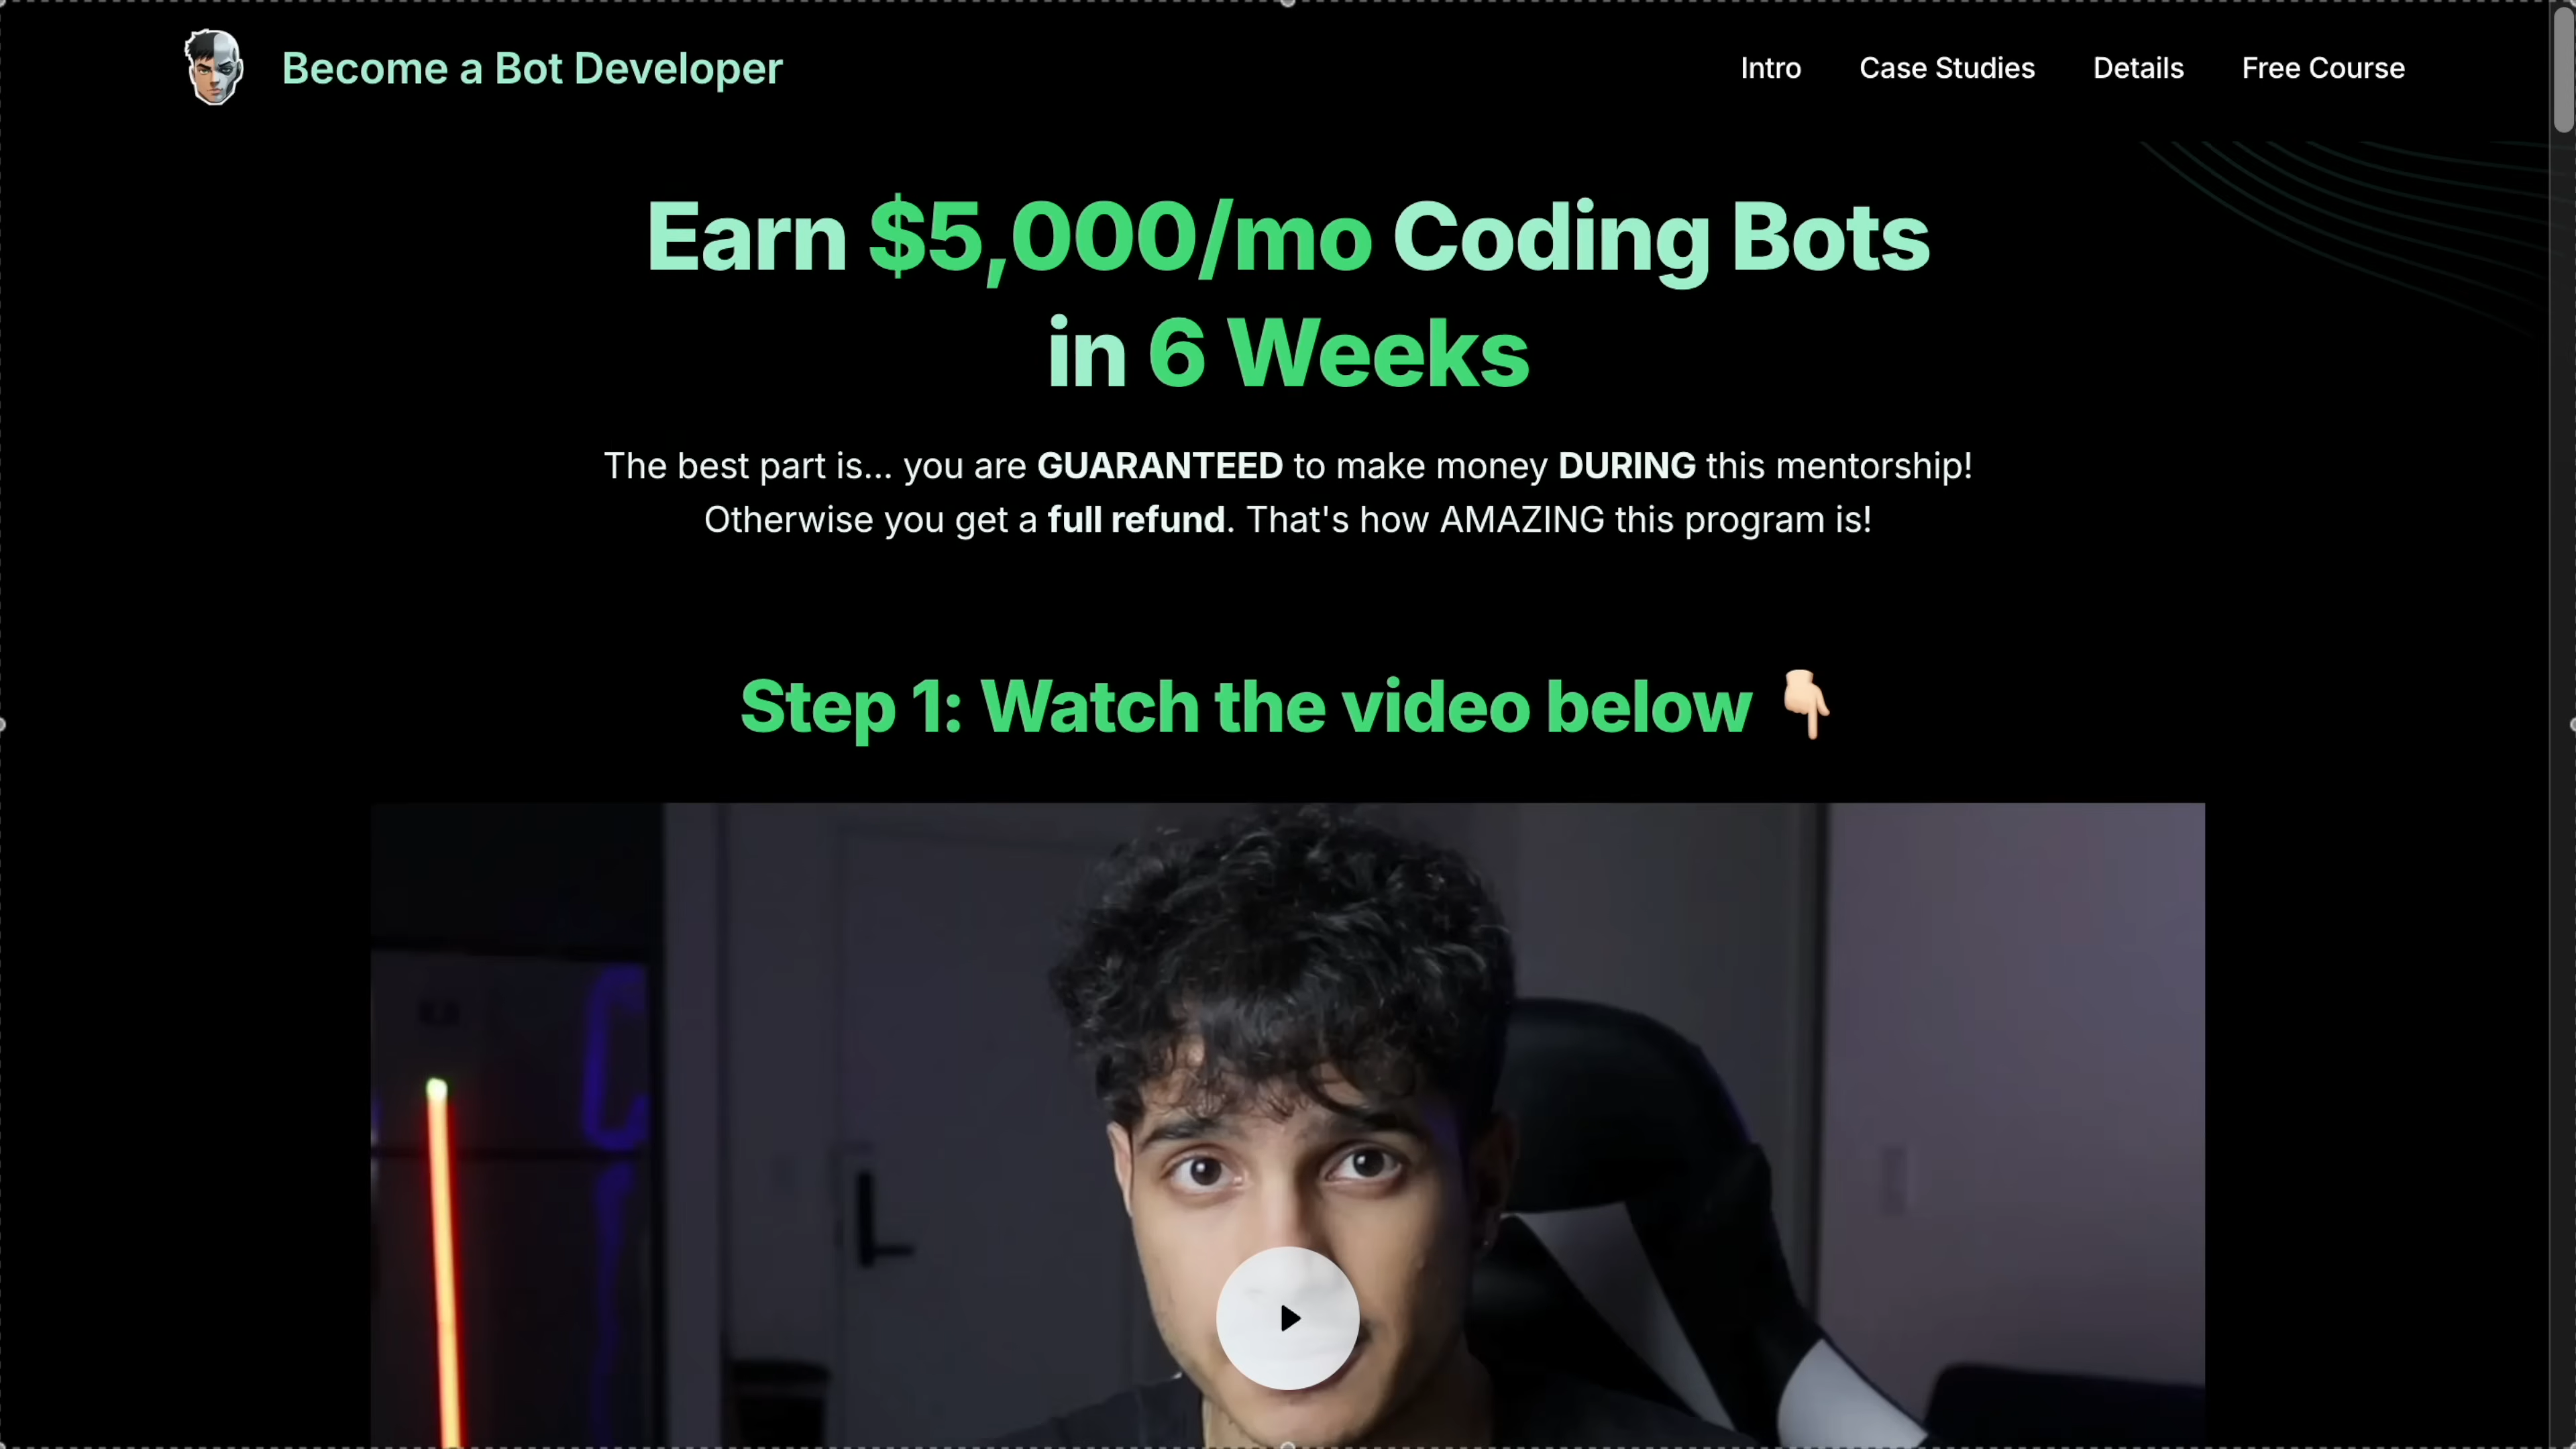 Become a Bot Developer
Intro
Case Studies
Details
Free Course
Earn $5,000/mo Coding Bots
in 6 Weeks
The best part is... you are GUARANTEED to make money DURING this mentorship!
Otherwise you get a full refund. That's how AMAZING this program is!
Step 1: Watch the video below 👇🏻